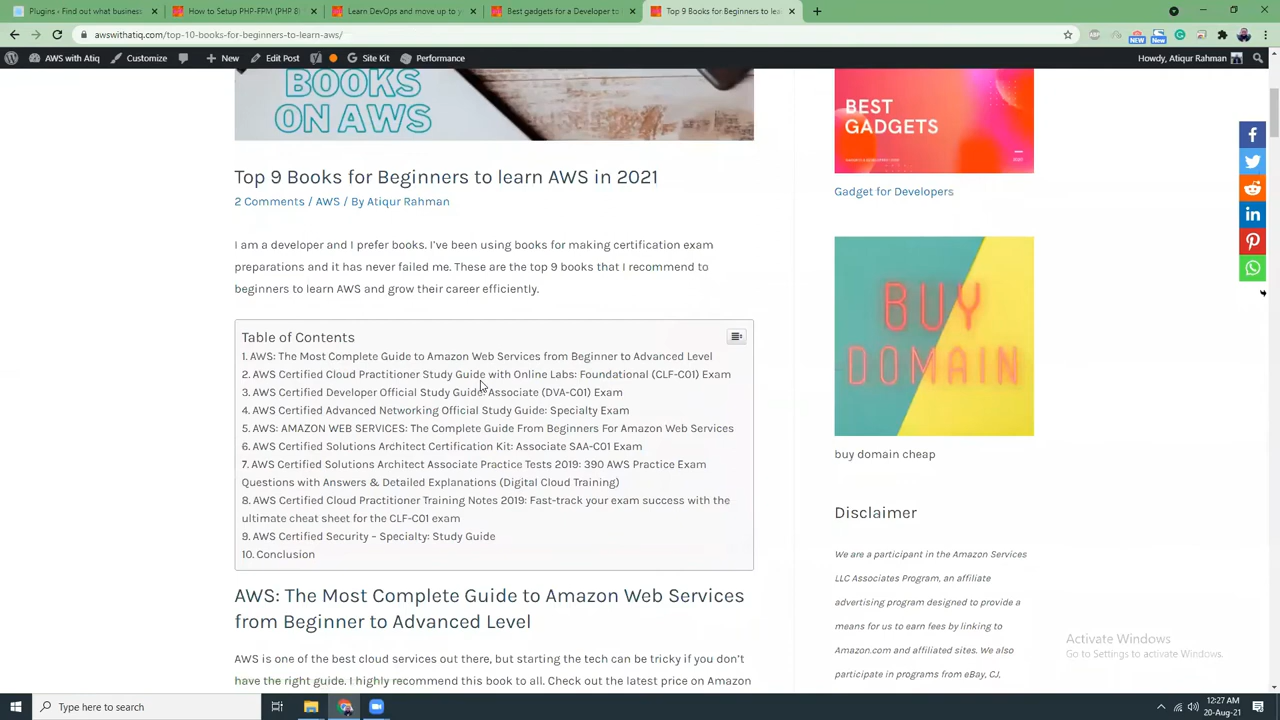 Plugins - Find what's a busine
How to Setup PHP-FPM (PHP 8
Learn DevOps and move to
Best gadgets for a DevOps to
Top 9 Books for Beginners to le
awswithatiq.com/top-10-books-for-beginners-to-learn-aws/
New
New
AWS with Atiq
Customize
New
Edit Post
Site Kit
Performance
Howdy, Atiqur Rahman
BOOKS
ON AWS
Top 9 Books for Beginners to learn AWS in 2021
2 Comments / AWS / By Atiqur Rahman
I am a developer and I prefer books. I've been using books for making certification exam
preparations and it has never failed me. These are the top 9 books that I recommend to
beginners to learn AWS and grow their career efficiently.
Table of Contents
1. AWS: The Most Complete Guide to Amazon Web Services from Beginner to Advanced Level
2. AWS Certified Cloud Practitioner Study Guide with Online Labs: Foundational (CLF-C01) Exam
3. AWS Certified Developer Official Study Guide: Associate (DVA-C01) Exam
4. AWS Certified Advanced Networking Official Study Guide: Specialty Exam
5. AWS: AMAZON WEB SERVICES: The Complete Guide From Beginners For Amazon Web Services
6. AWS Certified Solutions Architect Certification Kit: Associate SAA-C01 Exam
7. AWS Certified Solutions Architect Associate Practice Tests 2019: 390 AWS Practice Exam
Questions with Answers & Detailed Explanations (Digital Cloud Training)
8. AWS Certified Cloud Practitioner Training Notes 2019: Fast-track your exam success with the
ultimate cheat sheet for the CLF-C01 exam
9. AWS Certified Security – Specialty: Study Guide
10. Conclusion
AWS: The Most Complete Guide to Amazon Web Services
from Beginner to Advanced Level
AWS is one of the best cloud services out there, but starting the tech can be tricky if you don't
have the right guide. I highly recommend this book to all. Check out the latest price on Amazon
BEST
GADGETS
Gadget for Developers
BUY
DOMAIN
buy domain cheap
Disclaimer
We are a participant in the Amazon Services
LLC Associates Program, an affiliate
advertising program designed to provide a
means for us to earn fees by linking to
Amazon.com and affiliated sites. We also
participate in programs from eBay, CJ,
Activate Windows
Go to Settings to activate Windows.
Type here to search
12:27 AM
20-Aug-21